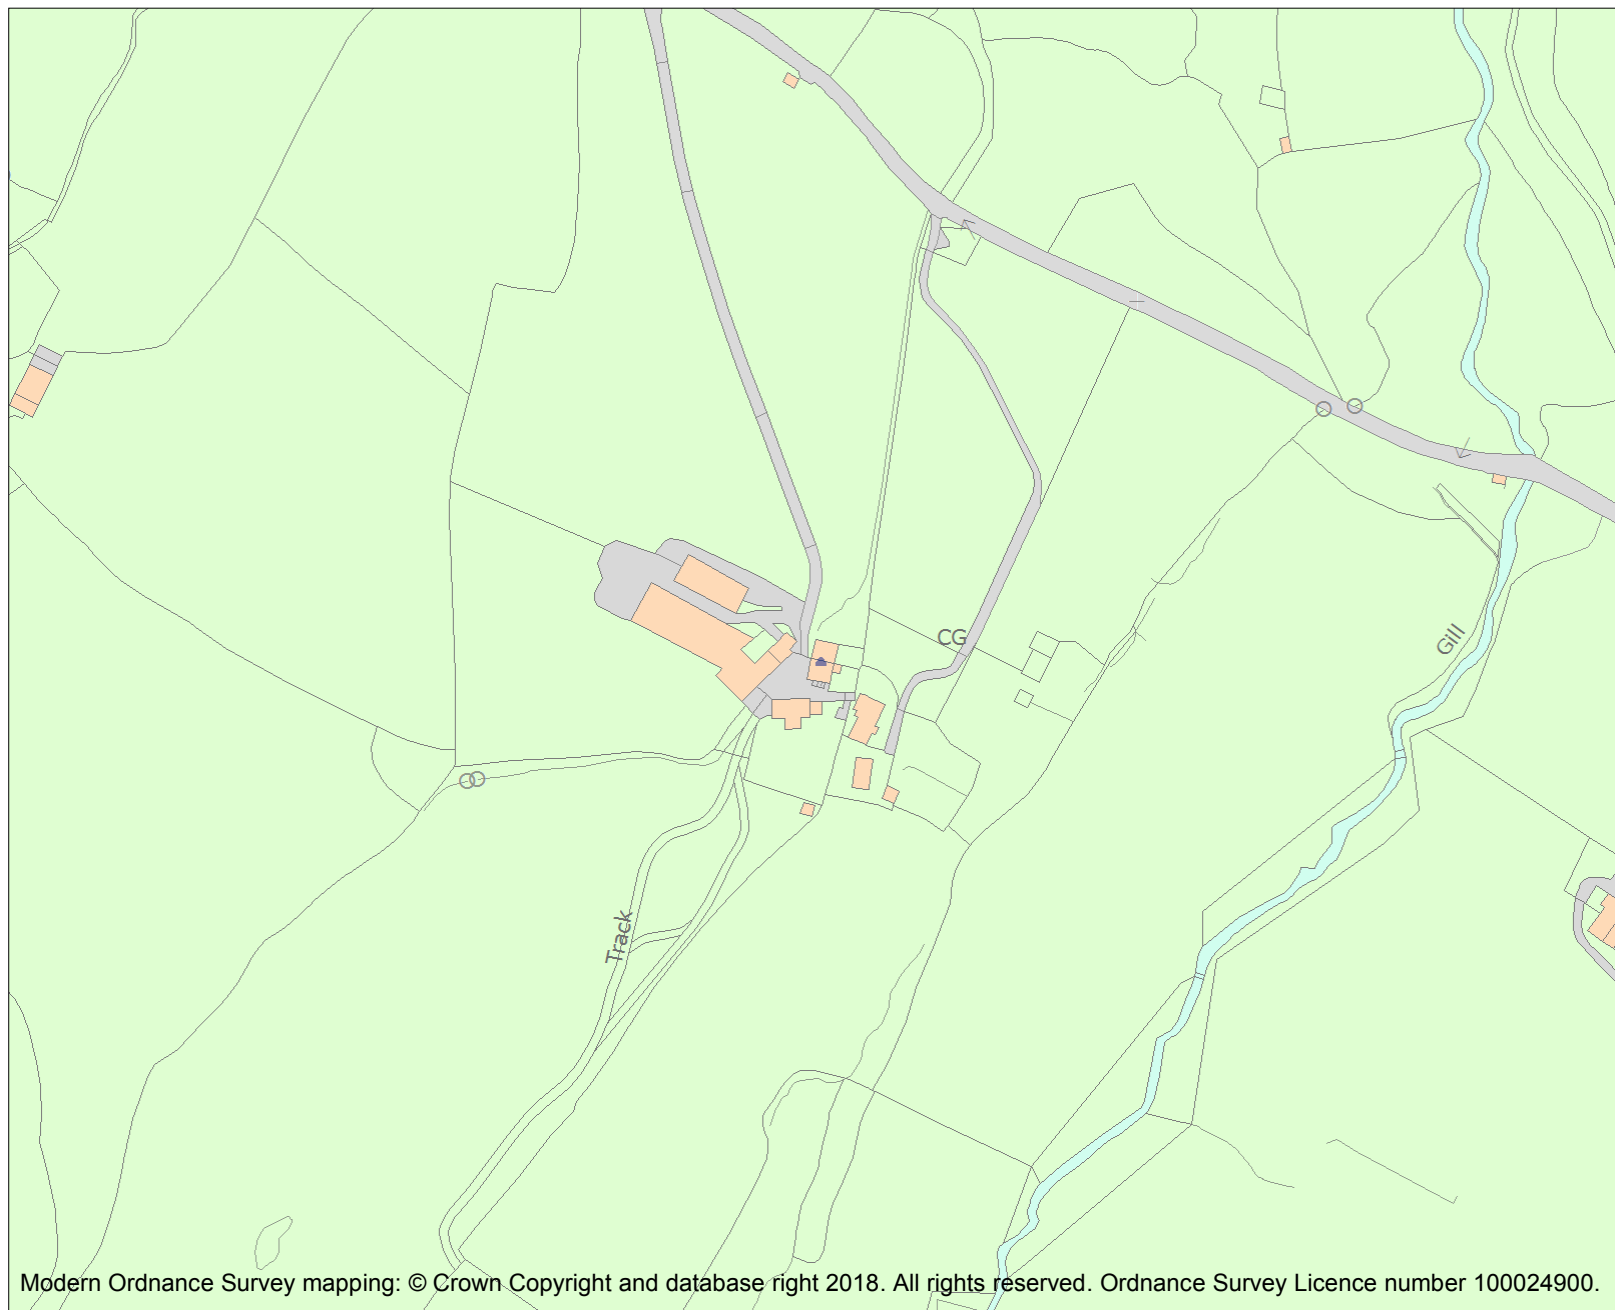 CG
Gill
Track
Modern Ordnance Survey mapping: © Crown Copyright and database right 2018. All rights reserved. Ordnance Survey Licence number 100024900.